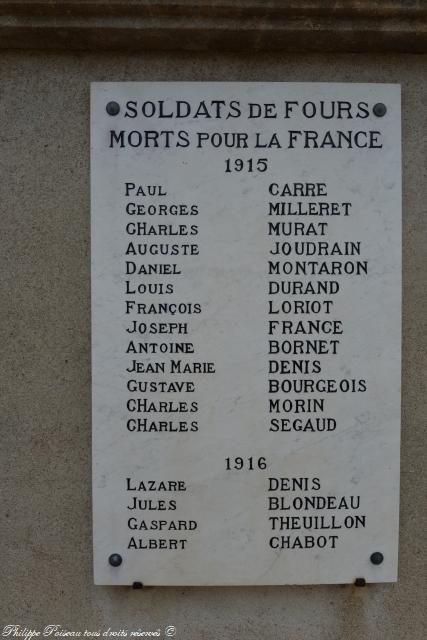 SOLDATS DE FOURS
MORTS POUR LA FRANCE
1915
PAUL CARRE
GEORGES MILLERET
CHARLES MURAT
AUGUSTE JOUDRAIN
DANIEL MONTARON
LOUIS DURAND
FRANÇOIS LORIOT
JOSEPH FRANCE
ANTOINE BORNET
JEAN MARIE DENIS
GUSTAVE BOURGEOIS
CHARLES MORIN
CHARLES SEGAUD
1916
LAZARE DENIS
JULES BLONDEAU
GASPARD THEUILLON
ALBERT CHABOT
Philippe Poiseau tous droits réservés ©